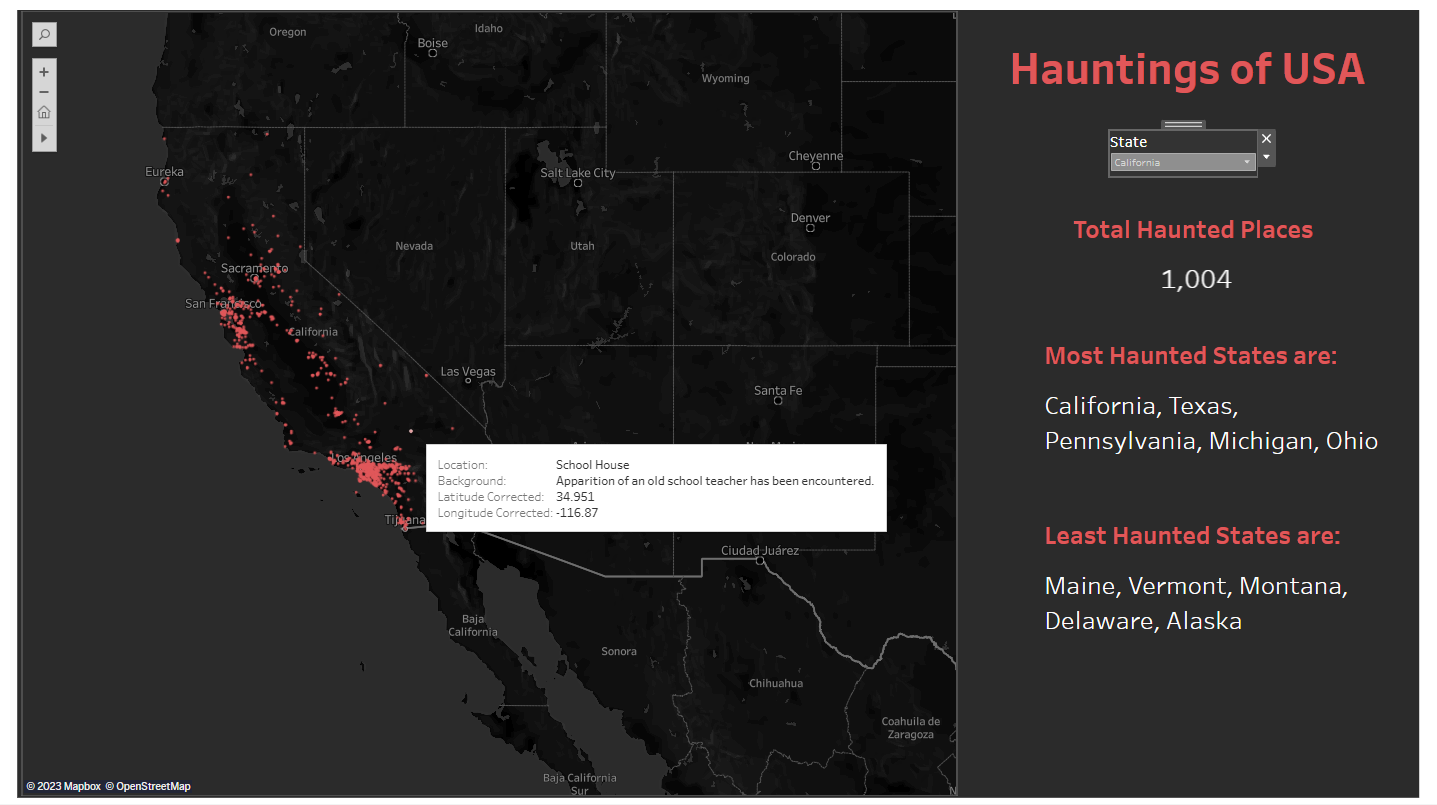 Oregon
Idaho
Boise
Wyoming
Eureka
Cheyenne
Salt Lake City
Denver
Nevada
Utah
Colorado
Sacramento
San Francisco
California
Las Vegas
Santa Fe
Los Angeles
Location: School House
Background: Apparition of an old school teacher has been encountered.
Latitude Corrected: 34.951
Longitude Corrected: -116.87
Tijuana
Ciudad Juárez
Baja
California
Sonora
Chihuahua
Coahuila de
Zaragoza
Baja California
Sur
© 2023 Mapbox © OpenStreetMap
Hauntings of USA
State
California
Total Haunted Places
1,004
Most Haunted States are:
California, Texas,
Pennsylvania, Michigan, Ohio
Least Haunted States are:
Maine, Vermont, Montana,
Delaware, Alaska